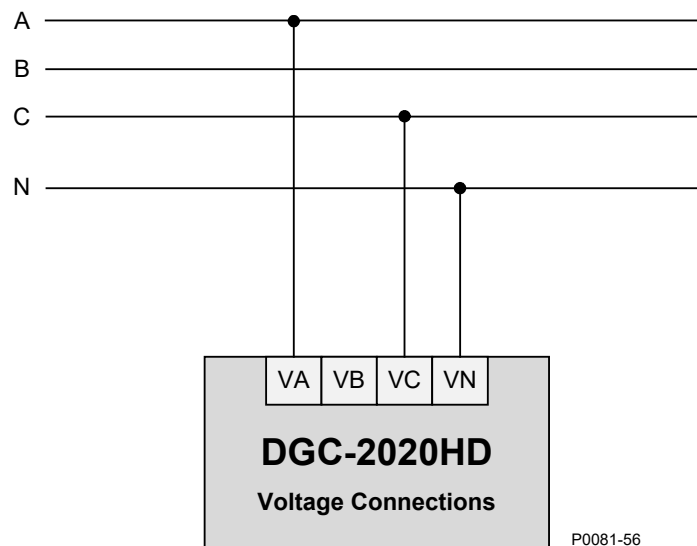 A
B
C
N
VA VB VC VN
DGC-2020HD
Voltage Connections
P0081-56